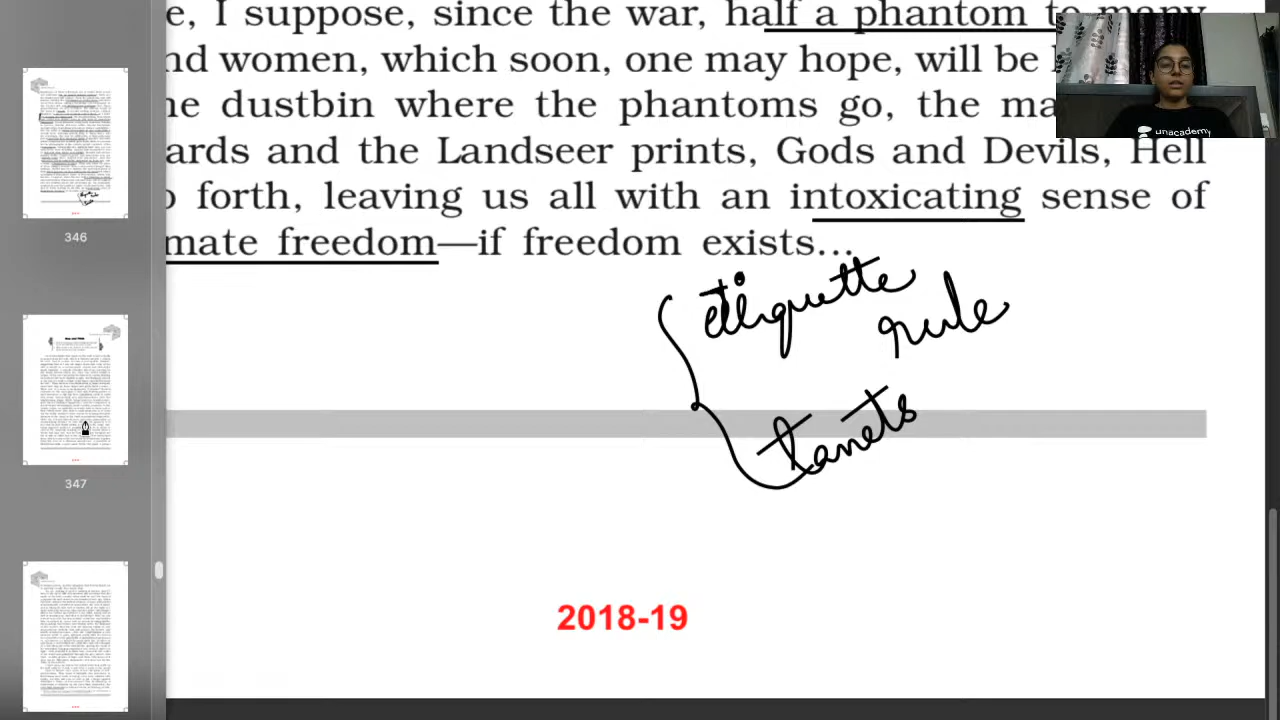 e, I suppose, since the war, half a phantom to many
nd women, which soon, one may hope, will be
ne dustbin where the phantoms go, the ma
ards and the Landseer prints, Gods and Devils, Hell
o forth, leaving us all with an intoxicating sense of
mate freedom—if freedom exists...
etiquette
rule
tanets
2018-19
unacademy
346
347